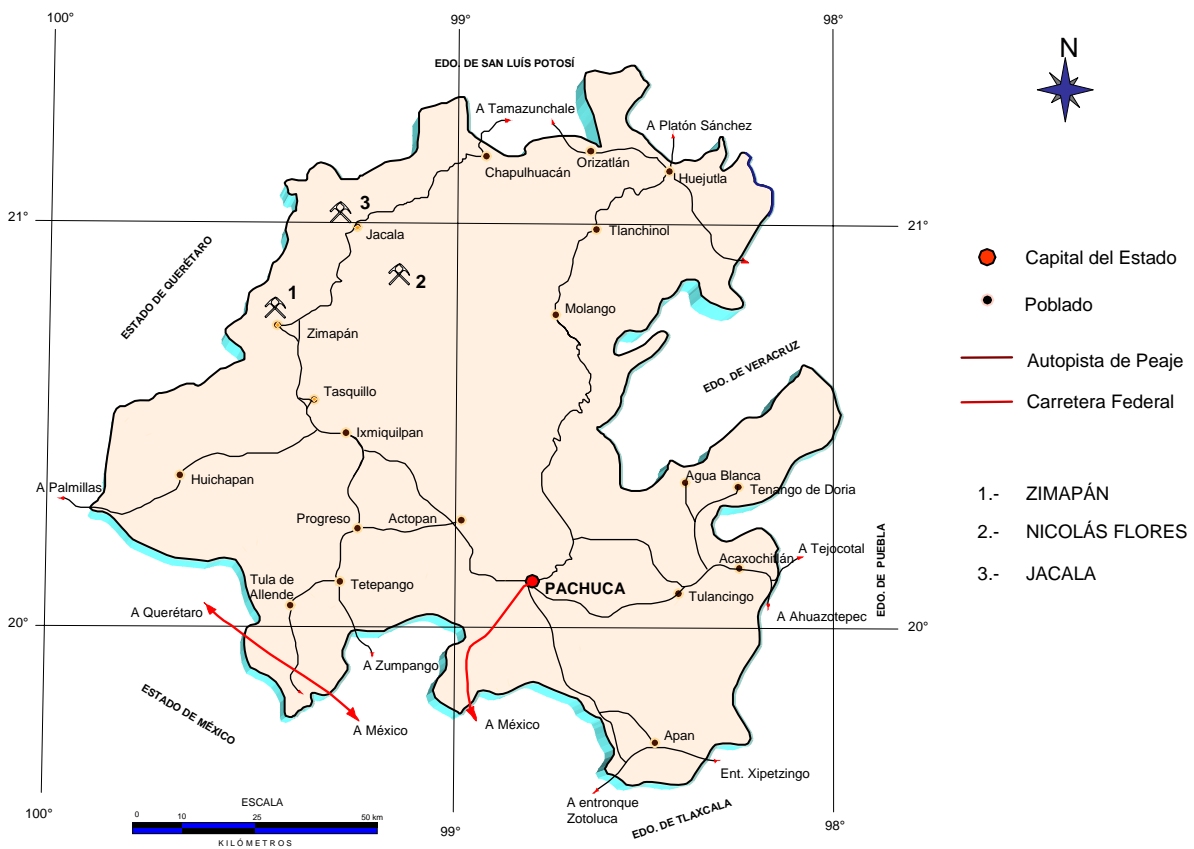 100°
99°
98°
EDO. DE SAN LUÍS POTOSÍ
N
A Tamazunchale
A Platón Sánchez
Orizatlán
Chapulhuacán
Huejutla
3
21°
21°
Jacala
Tlanchinol
ESTADO DE QUERÉTARO
2
Capital del Estado
1
Poblado
Molango
Zimapán
EDO. DE VERACRUZ
Autopista de Peaje
Tasquillo
Carretera Federal
Ixmiquilpan
Huichapan
Agua Blanca
A Palmillas
Tenango de Doria
1.- ZIMAPÁN
Progreso
Actopan
2.- NICOLÁS FLORES
A Tejocotal
Acaxochitlán
EDO. DE PUEBLA
3.- JACALA
Tula de
Allende
Tetepango
PACHUCA
Tulancingo
A Querétaro
A Ahuazotepec
20°
20°
A Zumpango
ESTADO DE MÉXICO
A México
A México
Apan
Ent. Xipetzingo
A entronque
Zotoluca
EDO. DE TLAXCALA
100°
99°
98°
ESCALA
0 10 25 50 km
KILÓMETROS